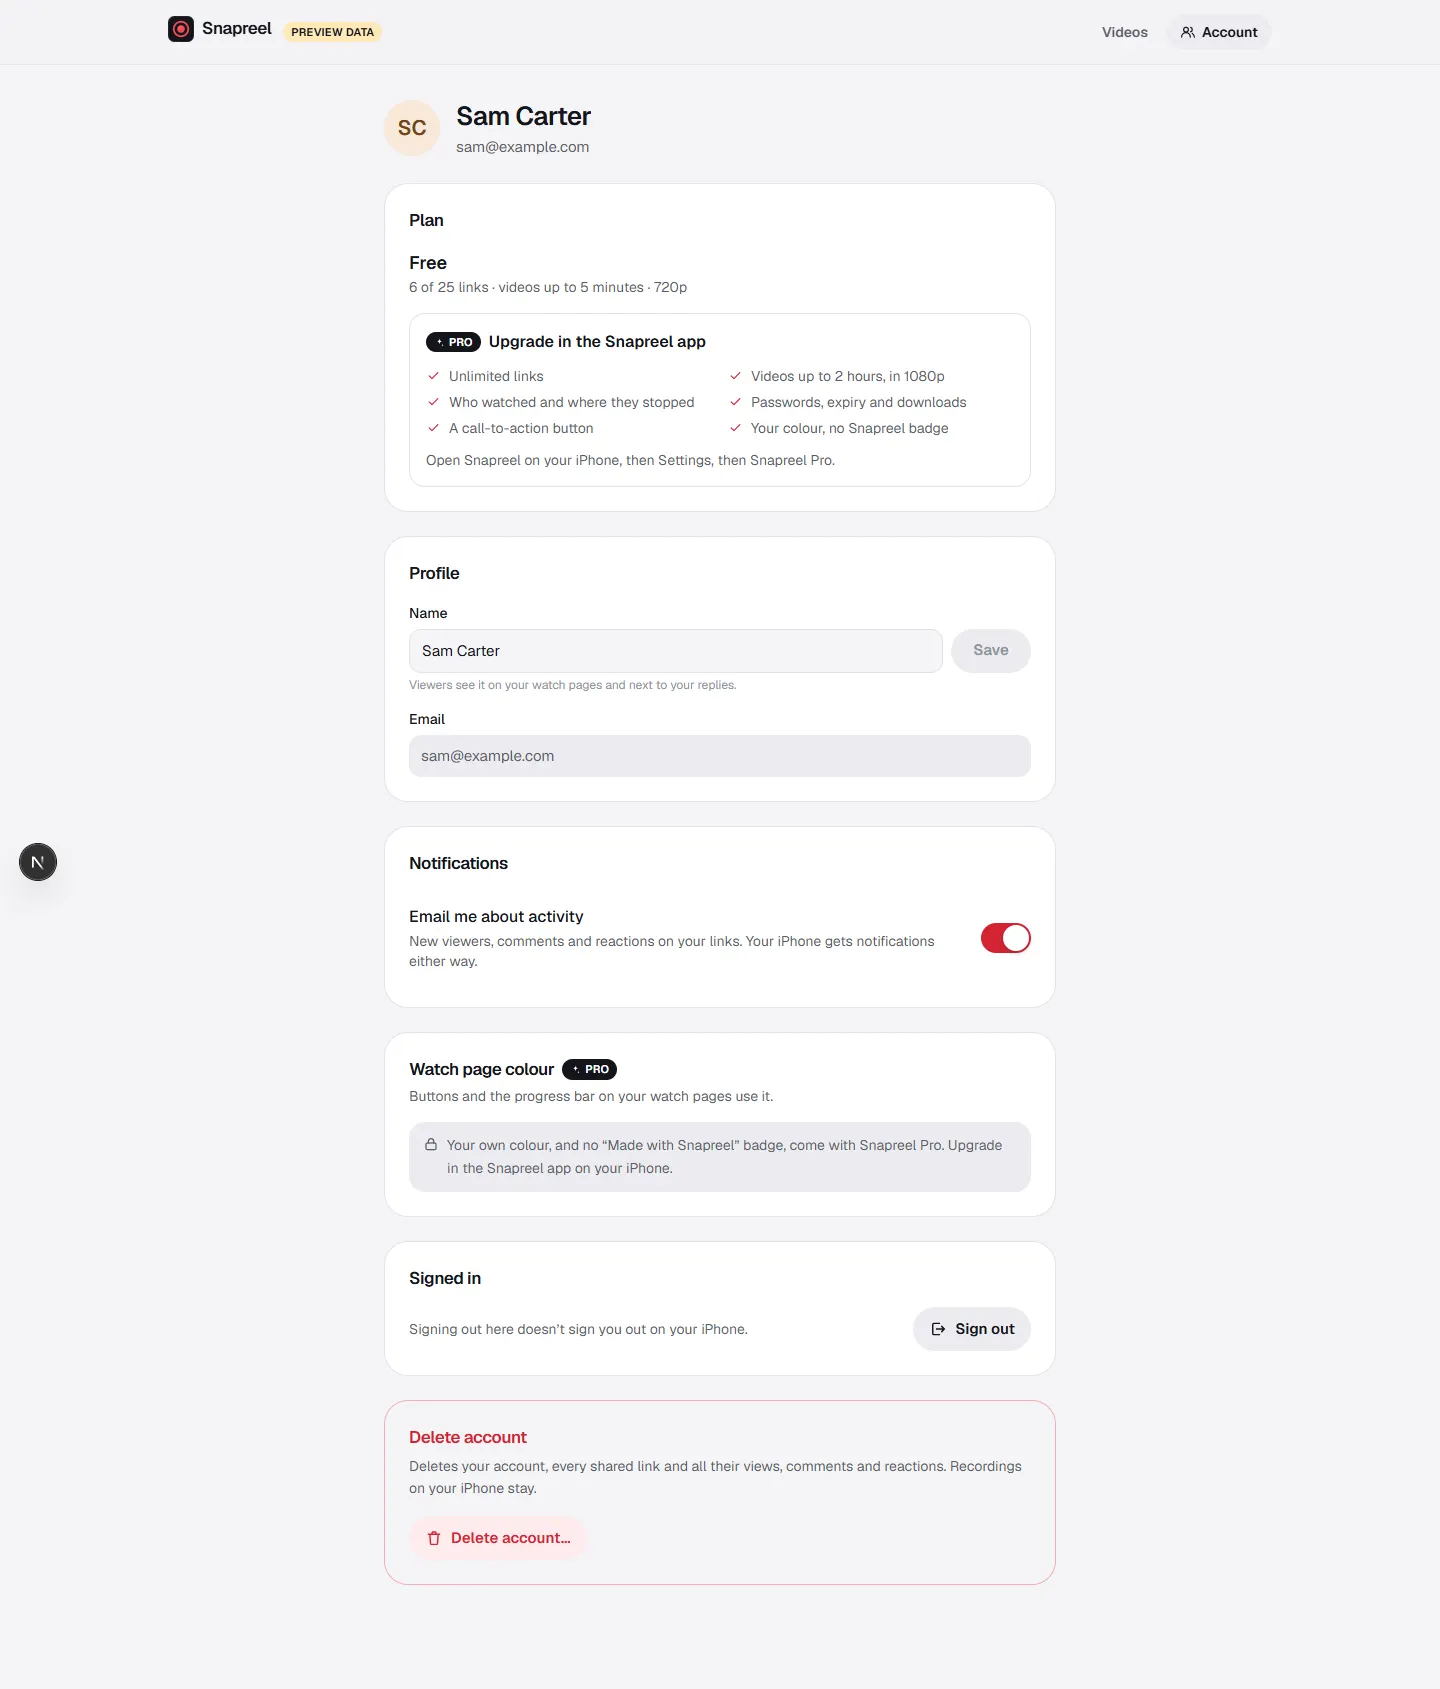 Snapreel PREVIEW DATA
Videos
Account
SC
Sam Carter
sam@example.com
Plan
Free
6 of 25 links · videos up to 5 minutes · 720p
PRO Upgrade in the Snapreel app
Unlimited links
Videos up to 2 hours, in 1080p
Who watched and where they stopped
Passwords, expiry and downloads
A call-to-action button
Your colour, no Snapreel badge
Open Snapreel on your iPhone, then Settings, then Snapreel Pro.
Profile
Name
Sam Carter
Save
Viewers see it on your watch pages and next to your replies.
Email
sam@example.com
N
Notifications
Email me about activity
New viewers, comments and reactions on your links. Your iPhone gets notifications
either way.
Watch page colour PRO
Buttons and the progress bar on your watch pages use it.
Your own colour, and no “Made with Snapreel” badge, come with Snapreel Pro. Upgrade
in the Snapreel app on your iPhone.
Signed in
Signing out here doesn’t sign you out on your iPhone.
Sign out
Delete account
Deletes your account, every shared link and all their views, comments and reactions. Recordings
on your iPhone stay.
Delete account…